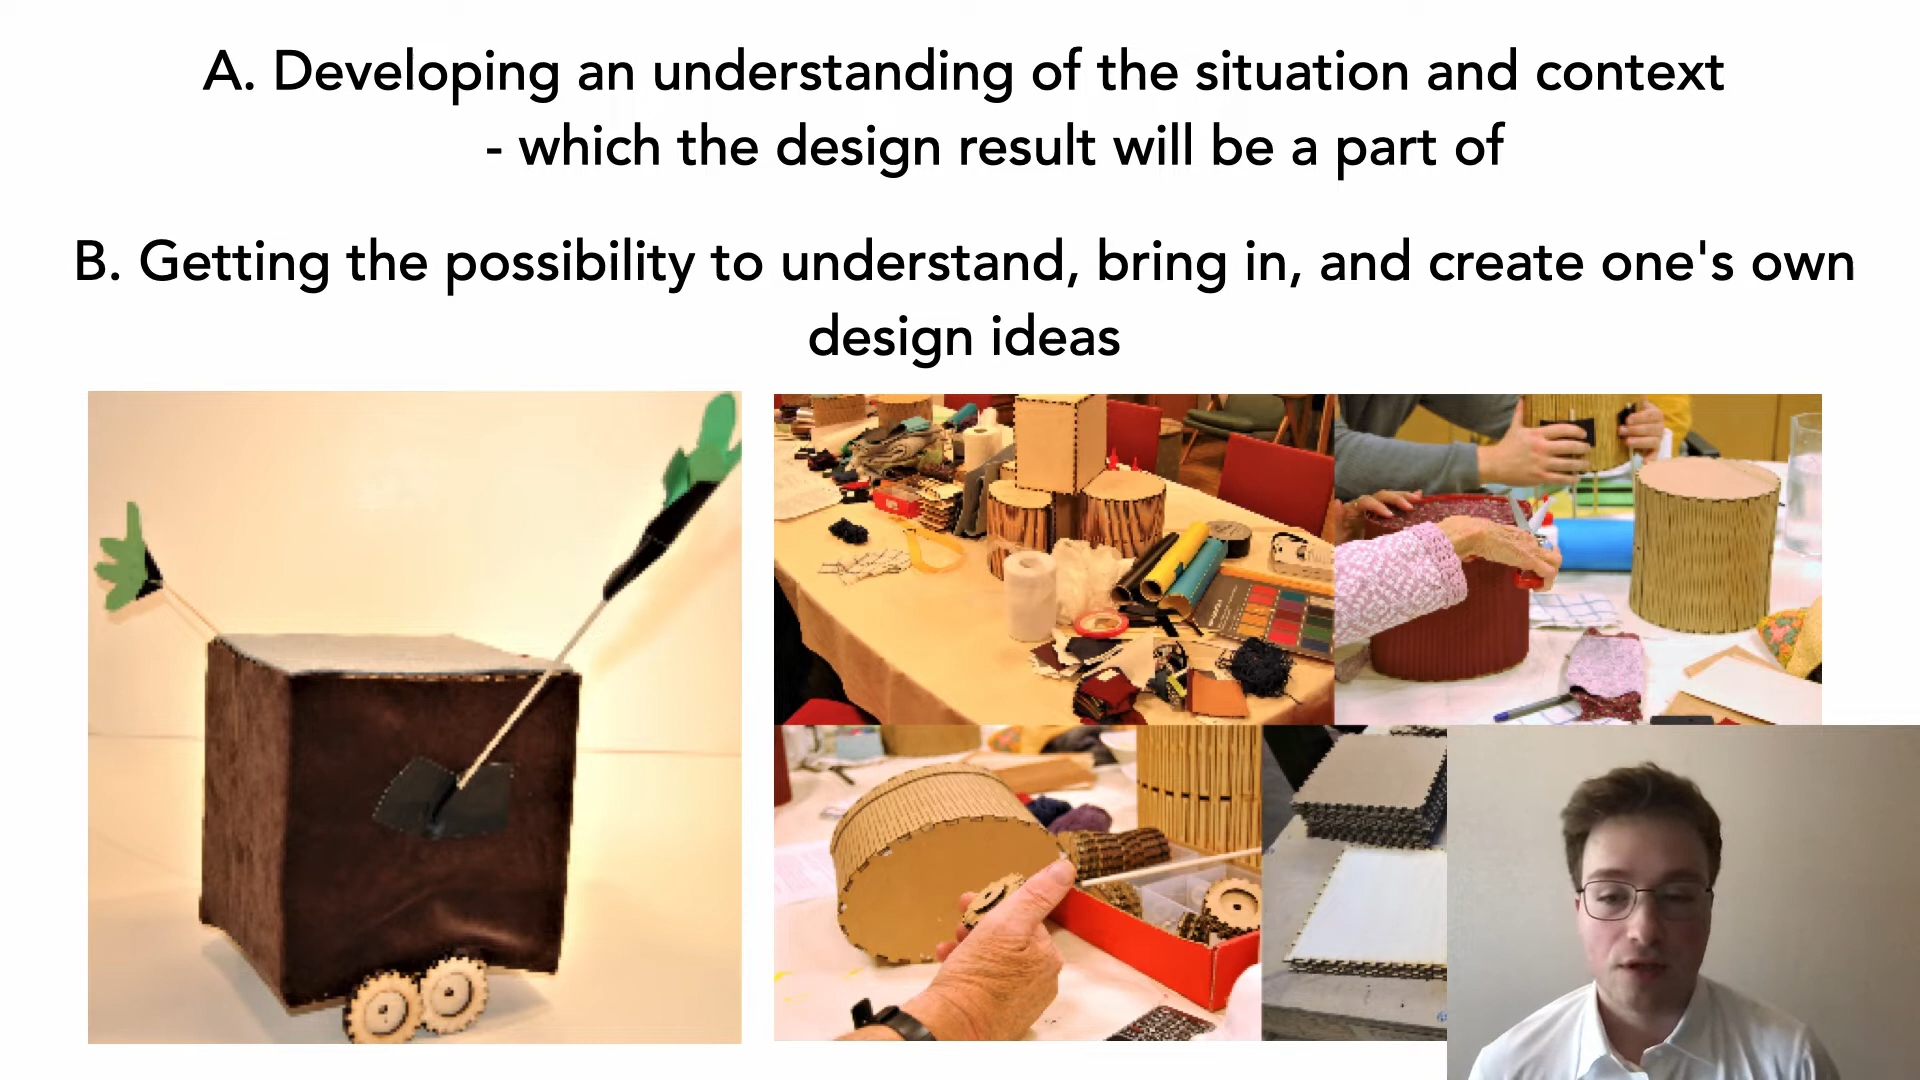 A. Developing an understanding of the situation and context
- which the design result will be a part of
B. Getting the possibility to understand, bring in, and create one's own
design ideas